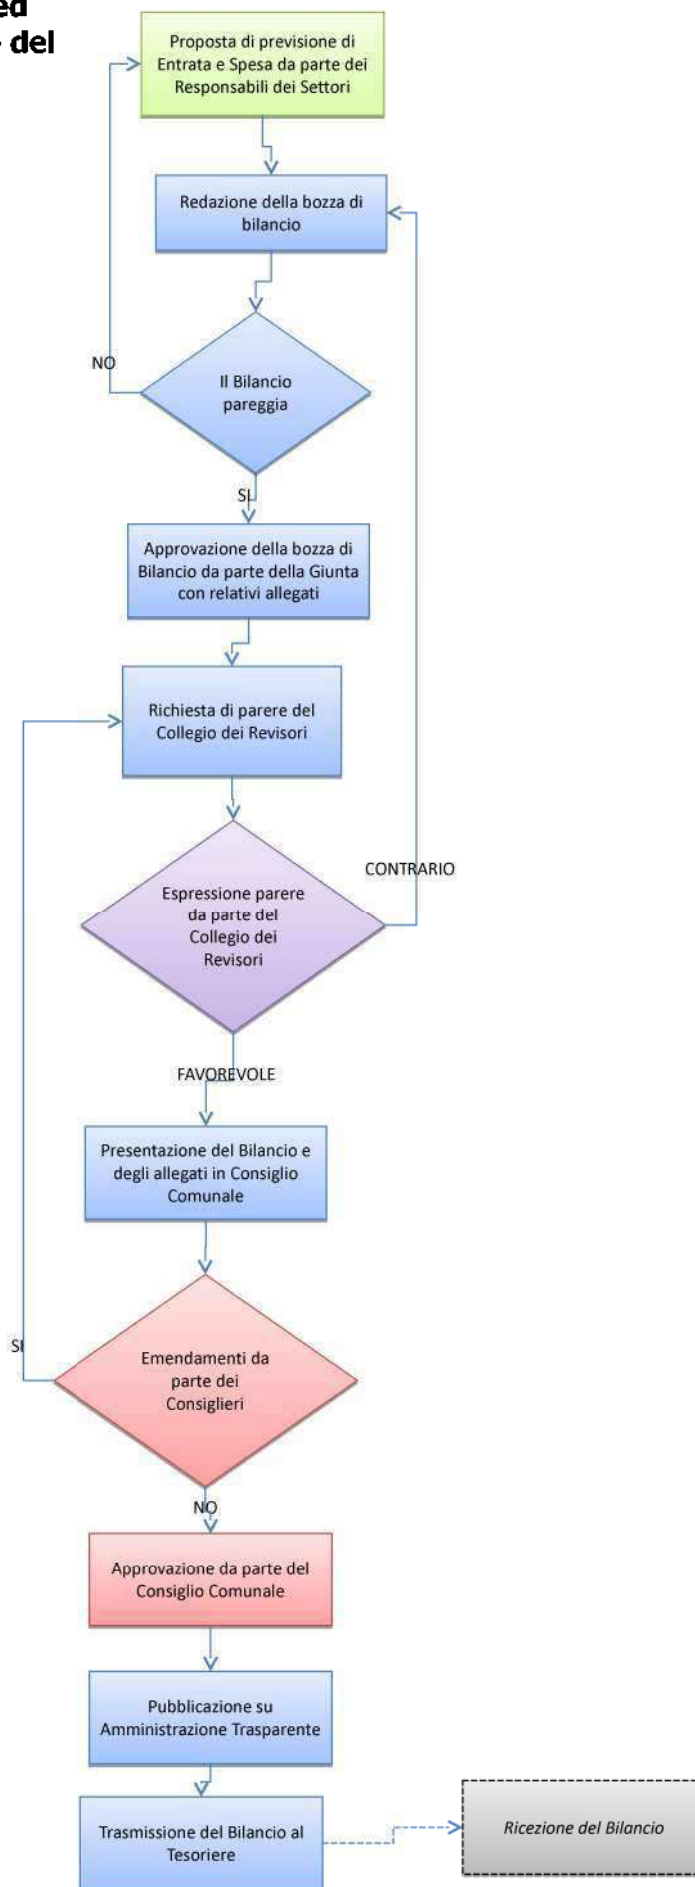 ed
- del
Proposta di previsione di
Entrata e Spesa da parte dei
Responsabili dei Settori
Redazione della bozza di
bilancio
NO
Il Bilancio
pareggia
SI
Approvazione della bozza di
Bilancio da parte della Giunta
con relativi allegati
Richiesta di parere del
Collegio dei Revisori
CONTRARIO
Espressione parere
da parte del
Collegio dei
Revisori
FAVOREVOLE
Presentazione del Bilancio e
degli allegati in Consiglio
Comunale
SI
Emendamenti da
parte dei
Consiglieri
NO
Approvazione da parte del
Consiglio Comunale
Pubblicazione su
Amministrazione Trasparente
Trasmissione del Bilancio al
Tesoriere
Ricezione del Bilancio